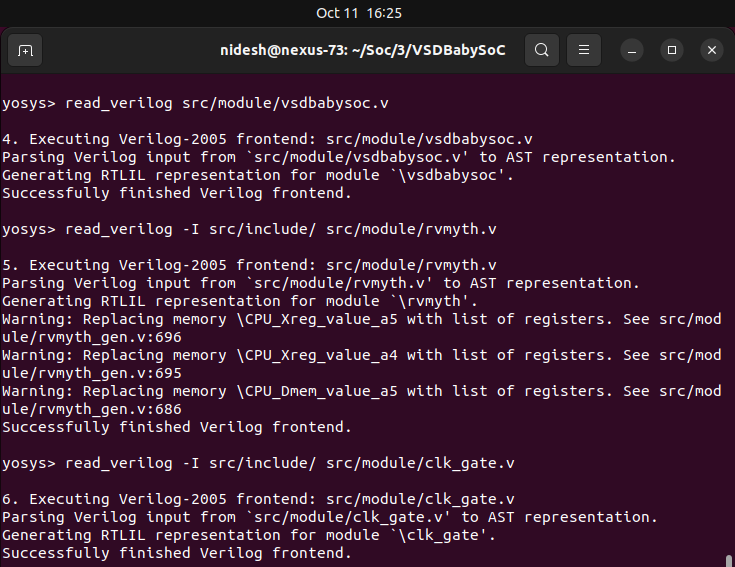 Oct 11 16:25
nidesh@nexus-73: ~/Soc/3/VSDBabySoC
yosys> read_verilog src/module/vsdbabysoc.v
4. Executing Verilog-2005 frontend: src/module/vsdbabysoc.v
Parsing Verilog input from `src/module/vsdbabysoc.v' to AST representation.
Generating RTLIL representation for module `\vsdbabysoc'.
Successfully finished Verilog frontend.
yosys> read_verilog -I src/include/ src/module/rvmyth.v
5. Executing Verilog-2005 frontend: src/module/rvmyth.v
Parsing Verilog input from `src/module/rvmyth.v' to AST representation.
Generating RTLIL representation for module `\rvmyth'.
Warning: Replacing memory \CPU_Xreg_value_a5 with list of registers. See src/mod
ule/rvmyth_gen.v:696
Warning: Replacing memory \CPU_Xreg_value_a4 with list of registers. See src/mod
ule/rvmyth_gen.v:695
Warning: Replacing memory \CPU_Dmem_value_a5 with list of registers. See src/mod
ule/rvmyth_gen.v:686
Successfully finished Verilog frontend.
yosys> read_verilog -I src/include/ src/module/clk_gate.v
6. Executing Verilog-2005 frontend: src/module/clk_gate.v
Parsing Verilog input from `src/module/clk_gate.v' to AST representation.
Generating RTLIL representation for module `\clk_gate'.
Successfully finished Verilog frontend.